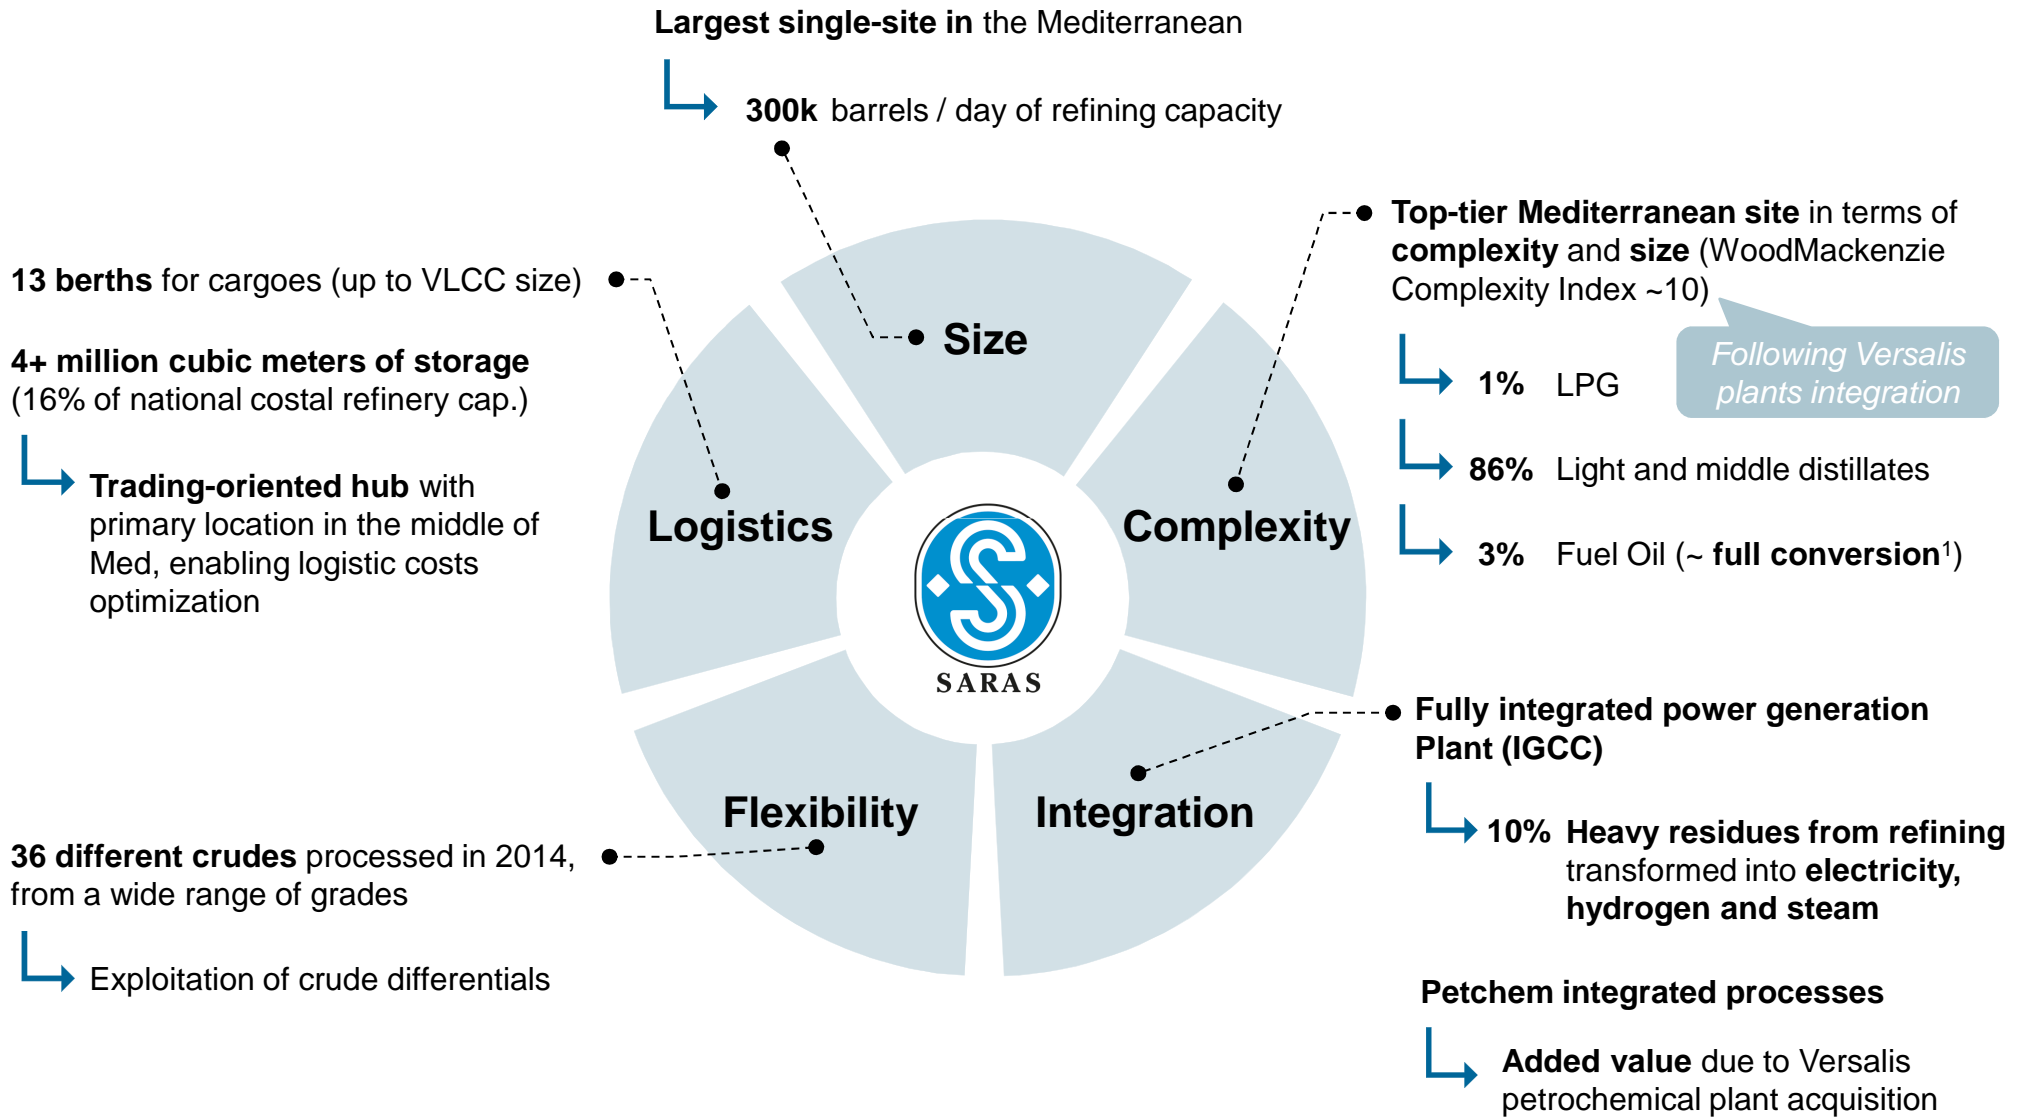 Largest single-site in the Mediterranean
300k barrels / day of refining capacity
13 berths for cargoes (up to VLCC size)
4+ million cubic meters of storage
(16% of national costal refinery cap.)
Trading-oriented hub with
primary location in the middle of
Med, enabling logistic costs
optimization
36 different crudes processed in 2014,
from a wide range of grades
Exploitation of crude differentials
Size
Logistics
Complexity
Flexibility
Integration
SARAS
Top-tier Mediterranean site in terms of
complexity and size (WoodMackenzie
Complexity Index ~10)
Following Versalis
plants integration
1% LPG
86% Light and middle distillates
3% Fuel Oil (~ full conversion¹)
Fully integrated power generation
Plant (IGCC)
10% Heavy residues from refining
transformed into electricity,
hydrogen and steam
Petchem integrated processes
Added value due to Versalis
petrochemical plant acquisition